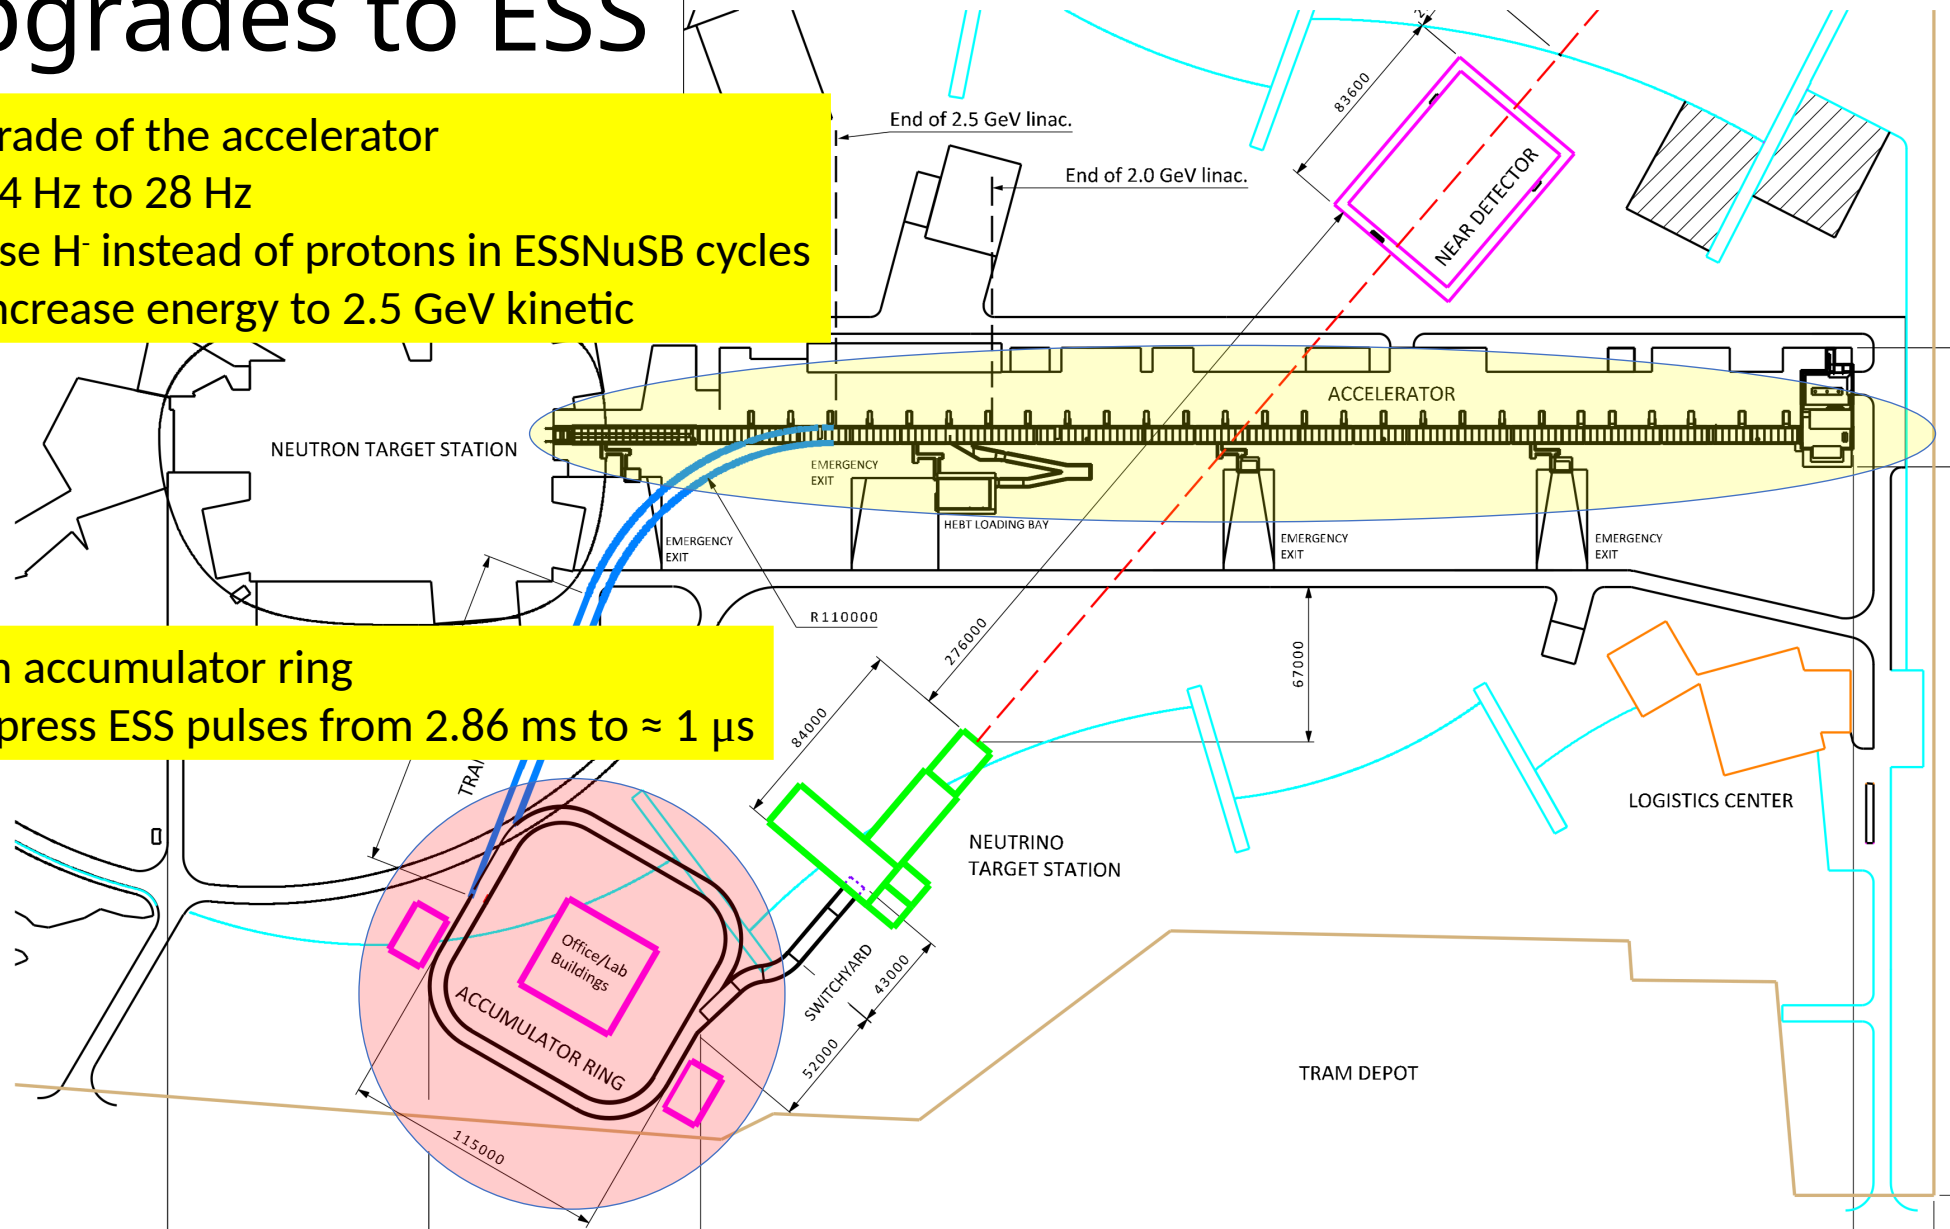 pgrades to ESS
rade of the accelerator
4 Hz to 28 Hz
se H- instead of protons in ESSNuSB cycles
ncrease energy to 2.5 GeV kinetic
End of 2.5 GeV linac.
End of 2.0 GeV linac.
83600
NEAR DETECTOR
ACCELERATOR
NEUTRON TARGET STATION
EMERGENCY
EXIT
HEBT LOADING BAY
EMERGENCY
EXIT
EMERGENCY
EXIT
EMERGENCY
EXIT
R110000
276000
67000
n accumulator ring
press ESS pulses from 2.86 ms to ≈ 1 μs
84000
TRA
LOGISTICS CENTER
NEUTRINO
TARGET STATION
Office/Lab
Buildings
ACCUMULATOR RING
SWITCHYARD
43000
52000
TRAM DEPOT
115000